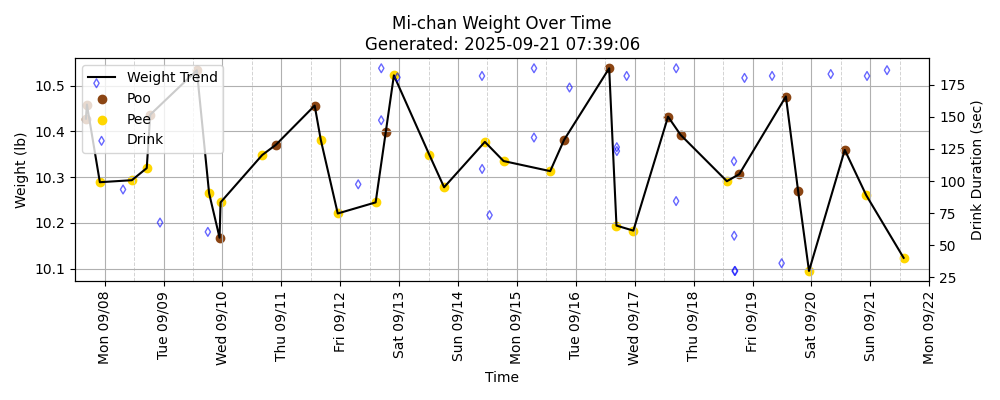 Mi-chan Weight Over Time
Generated: 2025-09-21 07:39:06
Weight Trend
Poo
Pee
Drink
Weight (lb)
10.5
10.4
10.3
10.2
10.1
175
150
125
100
75
50
25
Drink Duration (sec)
Mon 09/08
Tue 09/09
Wed 09/10
Thu 09/11
Fri 09/12
Sat 09/13
Sun 09/14
Mon 09/15
Tue 09/16
Wed 09/17
Thu 09/18
Fri 09/19
Sat 09/20
Sun 09/21
Mon 09/22
Time